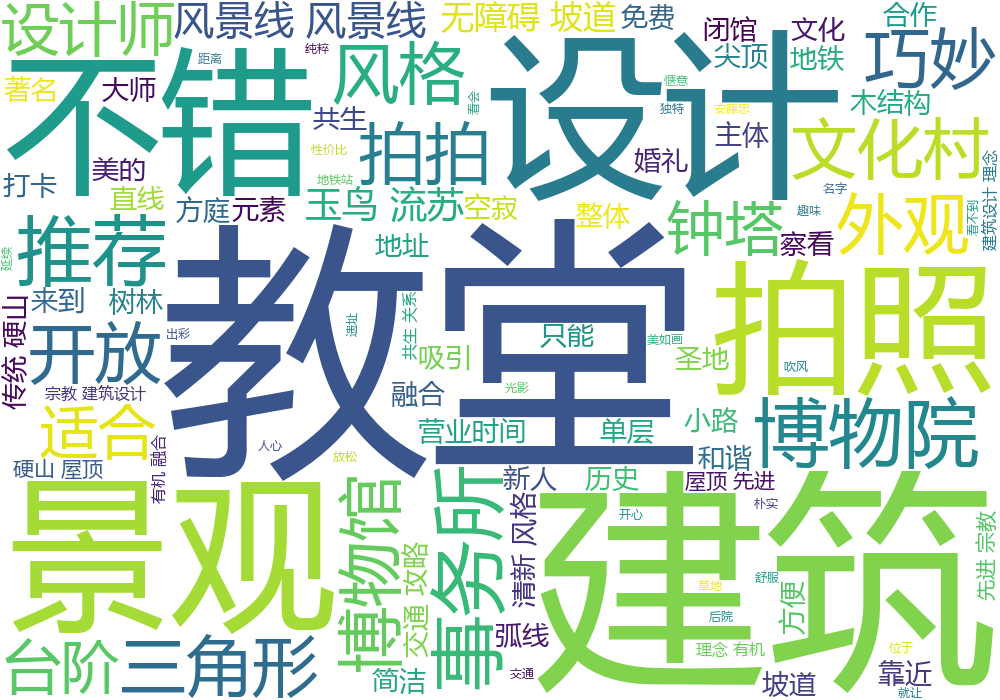 设计师
风景线 风景线
无障碍 坡道
免费
闭馆
文化
合作
不错
距离
纯粹
风格
设计
尖顶
地铁
巧妙
著名
大师
共生
拍拍
春会
惬意
独特
安藤忠
主体
木结构
文化村
美的
性价比
地铁站
婚礼
打卡
直线
方庭
元素
玉鸟 流苏
空寂
整体
名字
趣味
看不到
建筑设计 理念
延续
推荐
地址
钟塔
察看
外观
来到
树林
教堂
拍照
传统 硬山
开放
出彩
遗址
共生 关系
吸引
只能
美如画
圣地
吹风
宗教 建筑设计
融合
光影
适合
营业时间
单层
小路
博物院
硬山 屋顶
有机 融合
人心
放松
新人
历史
和谐
屋顶 先进
景观
博物馆
交通 攻略
事务所
清新 风格
开心
建筑
朴实
先进 宗教
草地
舒服
方便
后院
台阶
三角形
简洁
弧线
交通
理念 有机
坡道
位于
靠近
就让